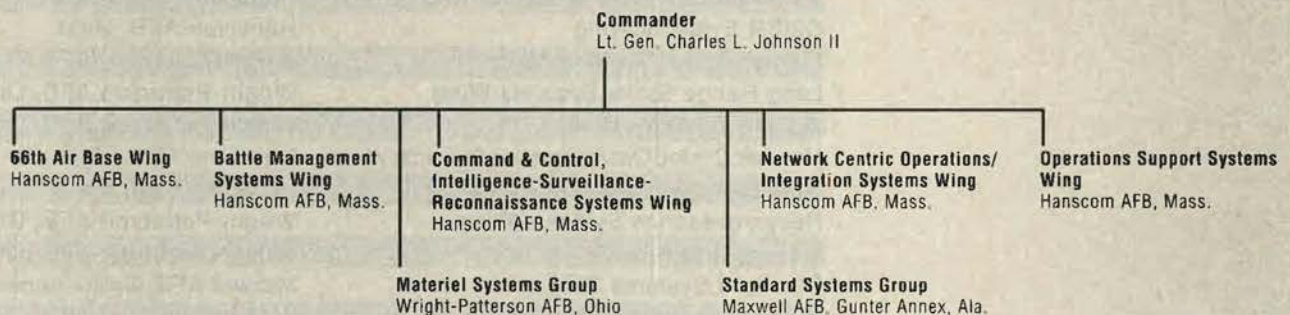 Commander
Lt. Gen. Charles L. Johnson II
66th Air Base Wing
Hanscom AFB, Mass.
Battle Management
Systems Wing
Hanscom AFB, Mass.
Command & Control,
Intelligence-Surveillance-
Reconnaissance Systems Wing
Hanscom AFB, Mass.
Network Centric Operations/
Integration Systems Wing
Hanscom AFB, Mass.
Operations Support Systems
Wing
Hanscom AFB, Mass.
Materiel Systems Group
Wright-Patterson AFB, Ohio
Standard Systems Group
Maxwell AFB, Gunter Annex, Ala.